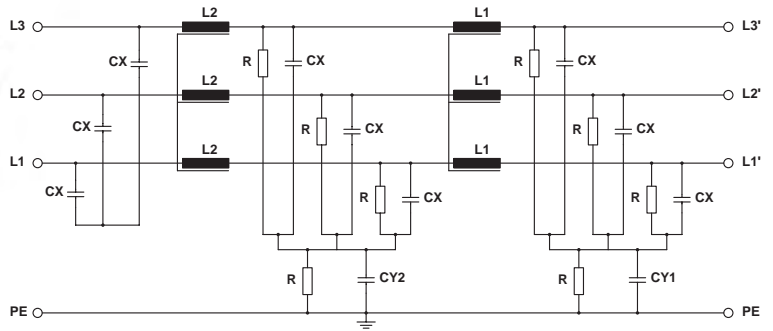 L2 L1
L3 L3'
CX R CX R CX
L2 L1
L2 L2'
CX R CX R CX
L2 L1
L1 L1'
CX R CX R CX
R CY2 R CY1
PE PE